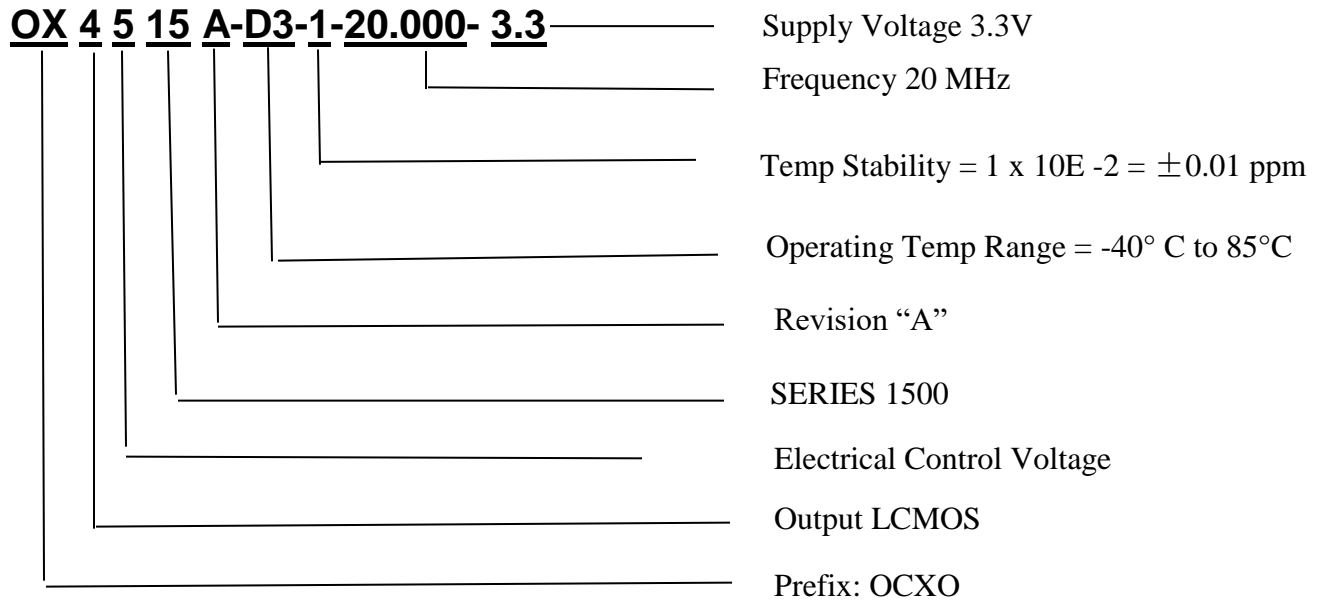 OX 4 5 15 A-D3-1-20.000- 3.3
Supply Voltage 3.3V
Frequency 20 MHz
Temp Stability = 1 x 10E -2 = ±0.01 ppm
Operating Temp Range = -40° C to 85°C
Revision “A”
SERIES 1500
Electrical Control Voltage
Output LCMOS
Prefix: OCXO